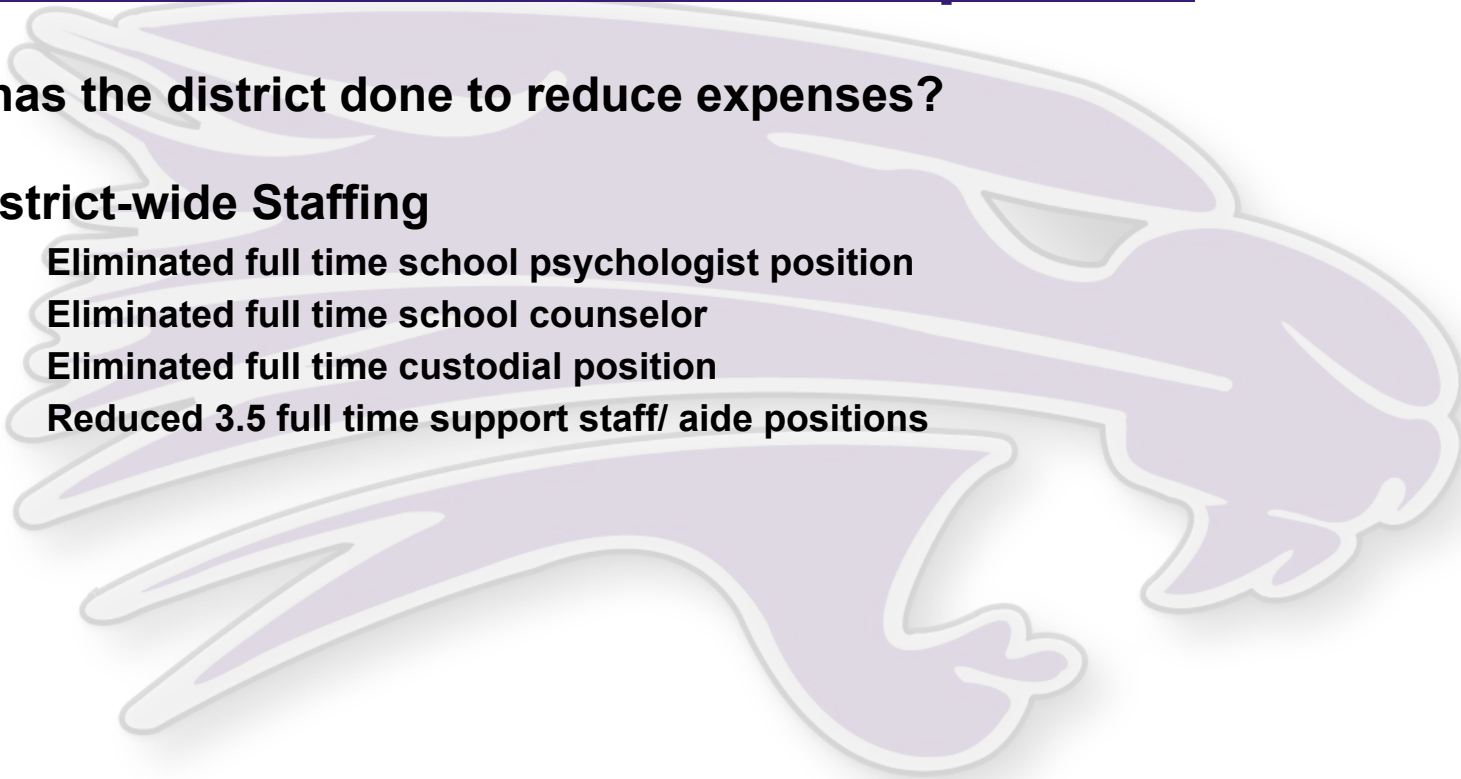 has the district done to reduce expenses?
strict-wide Staffing
Eliminated full time school psychologist position
Eliminated full time school counselor
Eliminated full time custodial position
Reduced 3.5 full time support staff/ aide positions